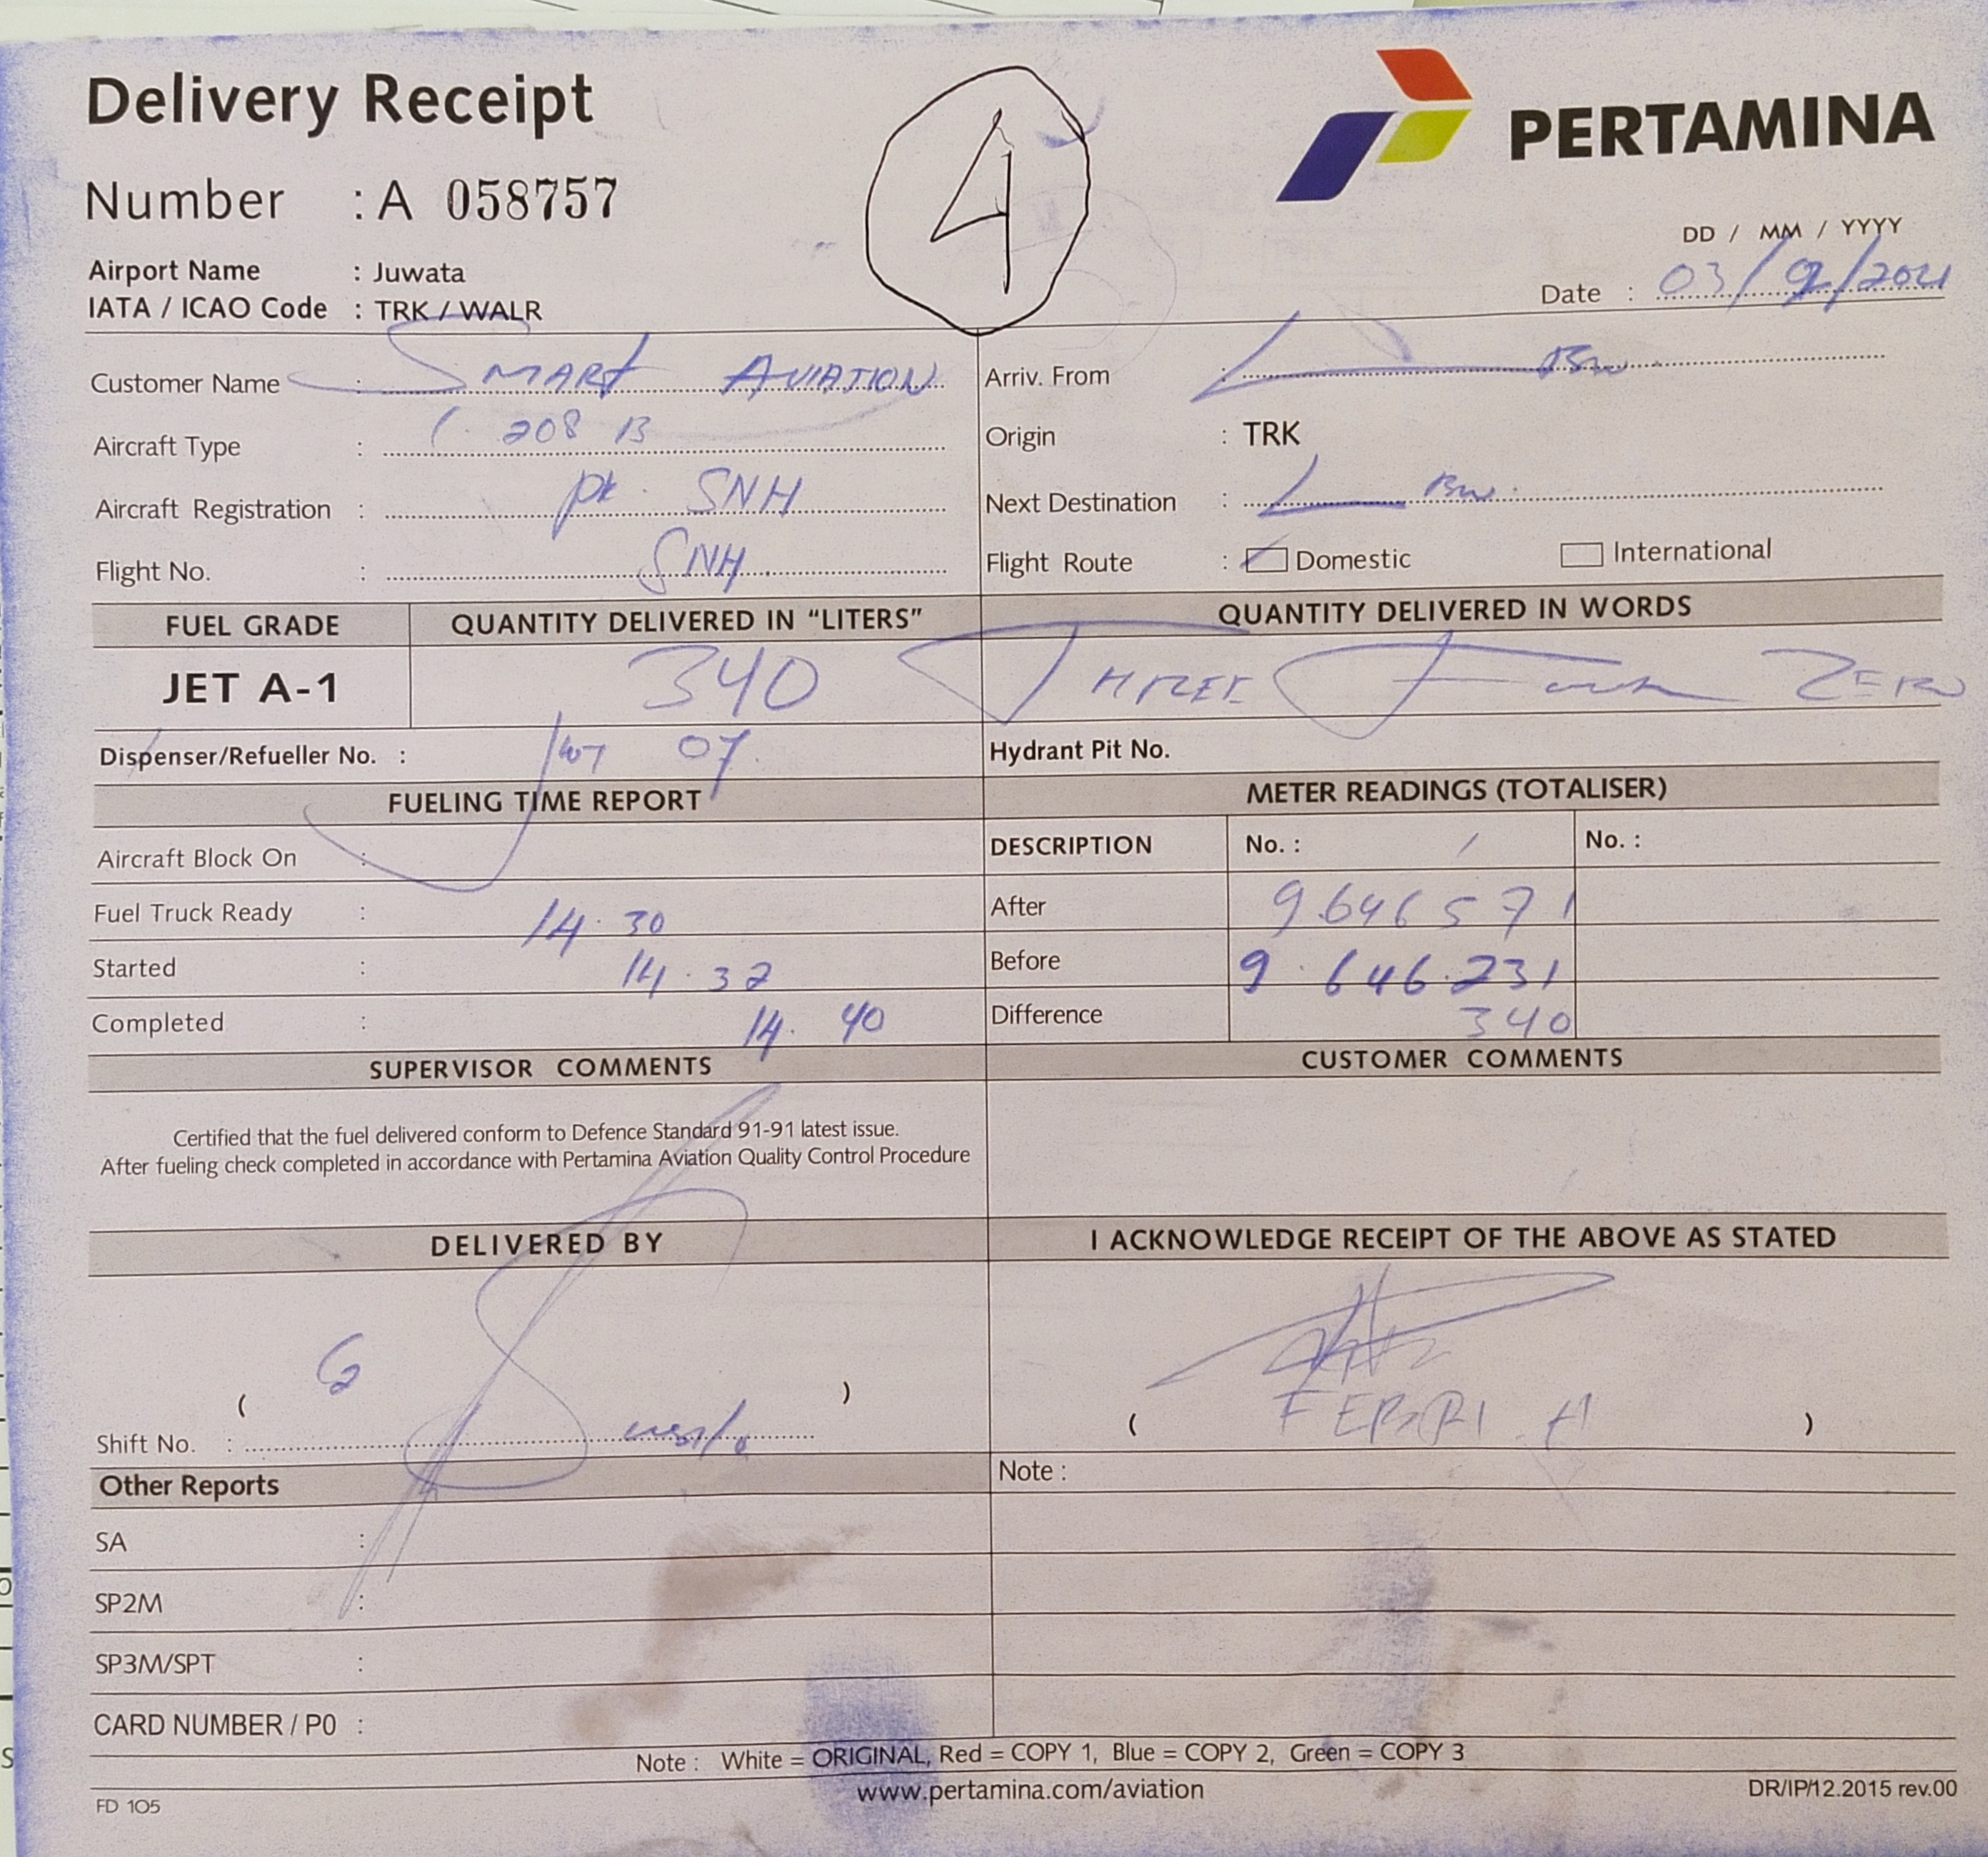 Delivery Receipt
4
PERTAMINA
Number : A 058757
DD / MM / YYYY
Airport Name : Juwata
Date : 03/9/2021
IATA / ICAO Code : TRK / WALR
Customer Name : SMART AVIATION
Arriv. From :
Aircraft Type : C 208 B
Origin : TRK
Aircraft Registration : PK. SNH
Next Destination :
Flight No. : SNH
Flight Route : Domestic International
FUEL GRADE QUANTITY DELIVERED IN "LITERS" QUANTITY DELIVERED IN WORDS
JET A-1 340 THREE Four ZERO
Dispenser/Refueller No. : 07
Hydrant Pit No.
FUELING TIME REPORT
METER READINGS (TOTALISER)
Aircraft Block On :
DESCRIPTION No. : No. :
Fuel Truck Ready : 14.30
After 9.646571
Started : 14.32
Before 9.646.231
Completed : 14.40
Difference 340
SUPERVISOR COMMENTS
CUSTOMER COMMENTS
Certified that the fuel delivered conform to Defence Standard 91-91 latest issue.
After fueling check completed in accordance with Pertamina Aviation Quality Control Procedure
DELIVERED BY
I ACKNOWLEDGE RECEIPT OF THE ABOVE AS STATED
( )
( FEBRI. A )
Shift No. :
Other Reports
Note :
SA :
SP2M :
SP3M/SPT :
CARD NUMBER / P0 :
Note : White = ORIGINAL, Red = COPY 1, Blue = COPY 2, Green = COPY 3
www.pertamina.com/aviation
FD 105
DR/IP/12.2015 rev.00